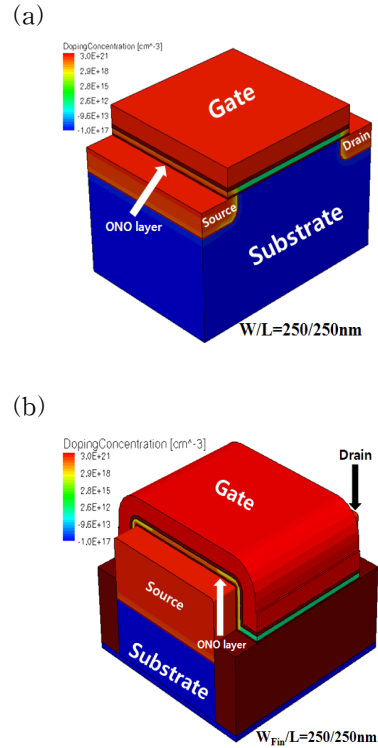 (a)
DopingConcentration [cm^-3]
3.0E+21
2.9E+18
2.8E+15
2.6E+12
-9.6E+13
-1.0E+17
Gate
Drain
Source
ONO layer
Substrate
W/L=250/250nm
(b)
DopingConcentration [cm^-3]
3.0E+21
2.9E+18
2.8E+15
2.6E+12
-9.6E+13
-1.0E+17
Drain
Gate
Source
ONO layer
Substrate
WFin/L=250/250nm